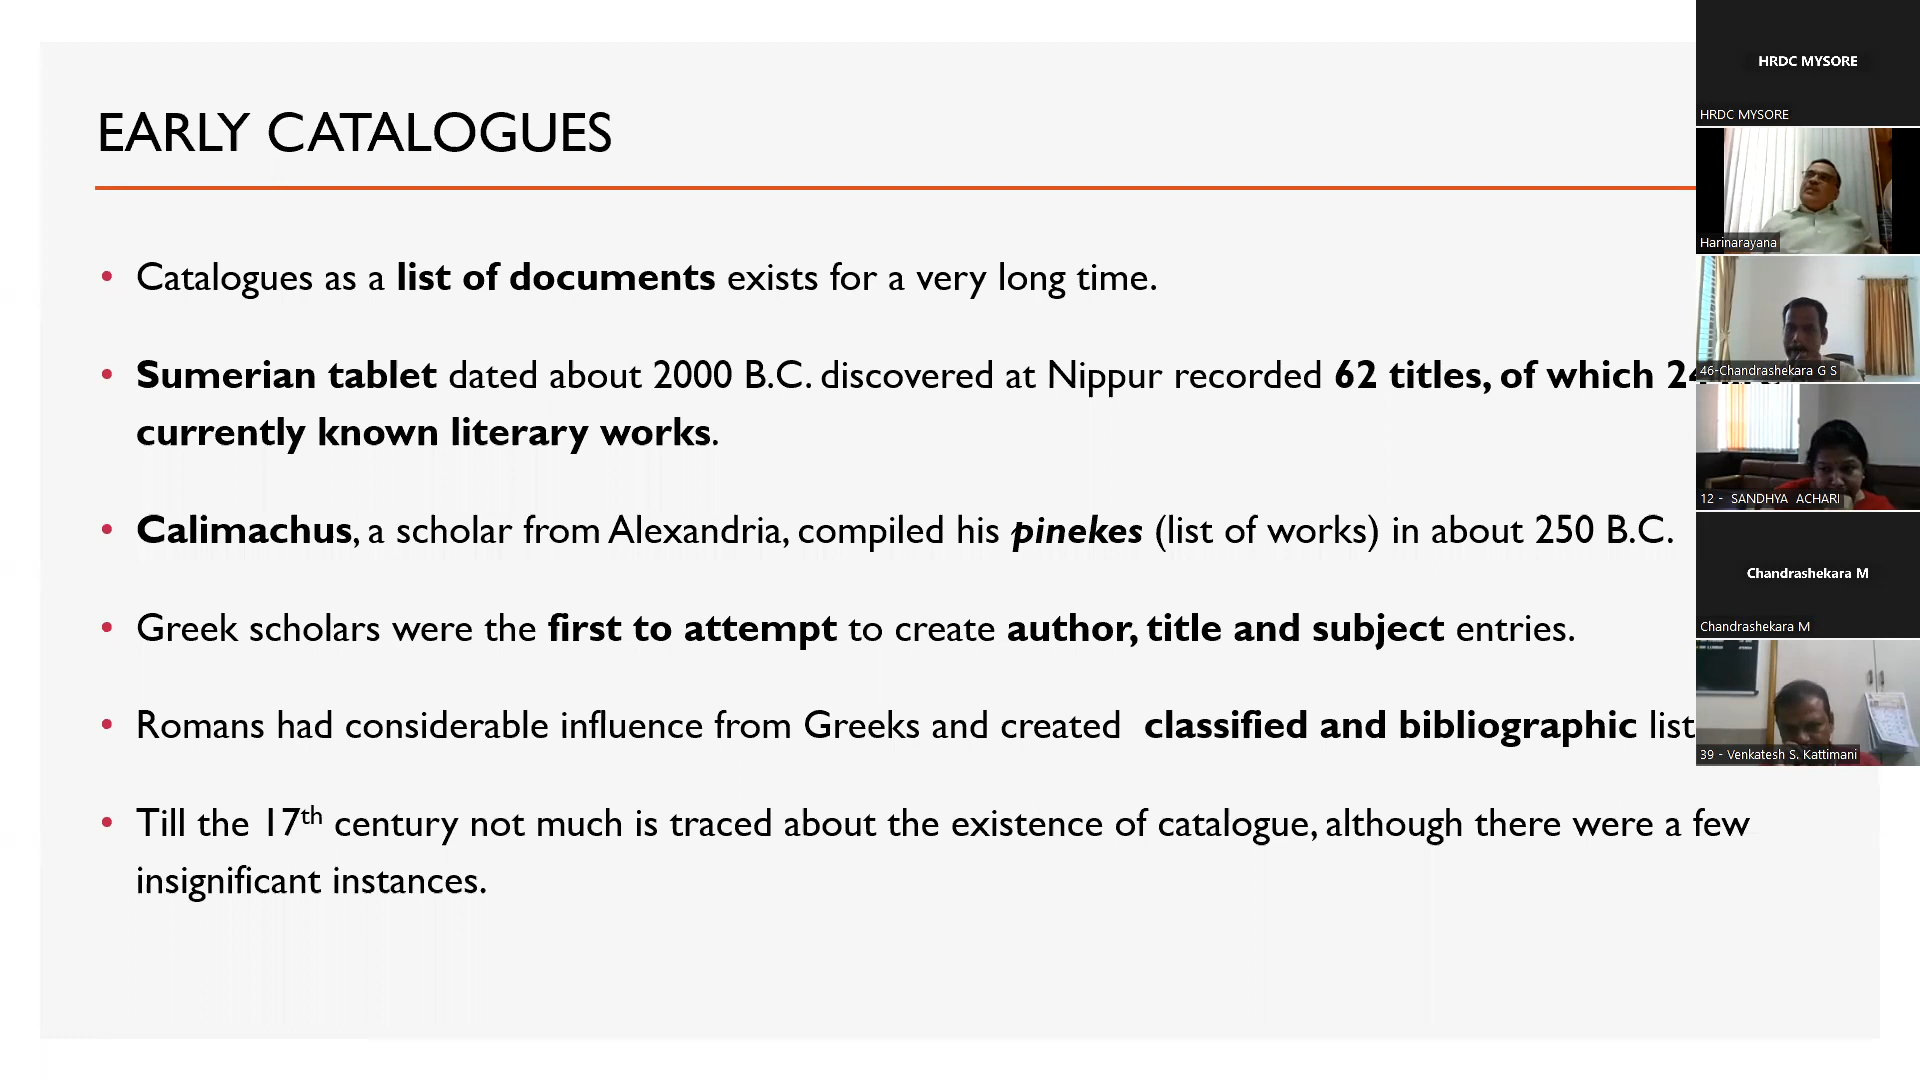 EARLY CATALOGUES
• Catalogues as a list of documents exists for a very long time.
• Sumerian tablet dated about 2000 B.C. discovered at Nippur recorded 62 titles, of which 24
currently known literary works.
• Calimachus, a scholar from Alexandria, compiled his pinekes (list of works) in about 250 B.C.
• Greek scholars were the first to attempt to create author, title and subject entries.
• Romans had considerable influence from Greeks and created classified and bibliographic list
• Till the 17th century not much is traced about the existence of catalogue, although there were a few
insignificant instances.
HRDC MYSORE
HRDC MYSORE
Harinarayana
46-Chandrashekara G S
12 - SANDHYA ACHARI
Chandrashekara M
Chandrashekara M
39 - Venkatesh S. Kattimani